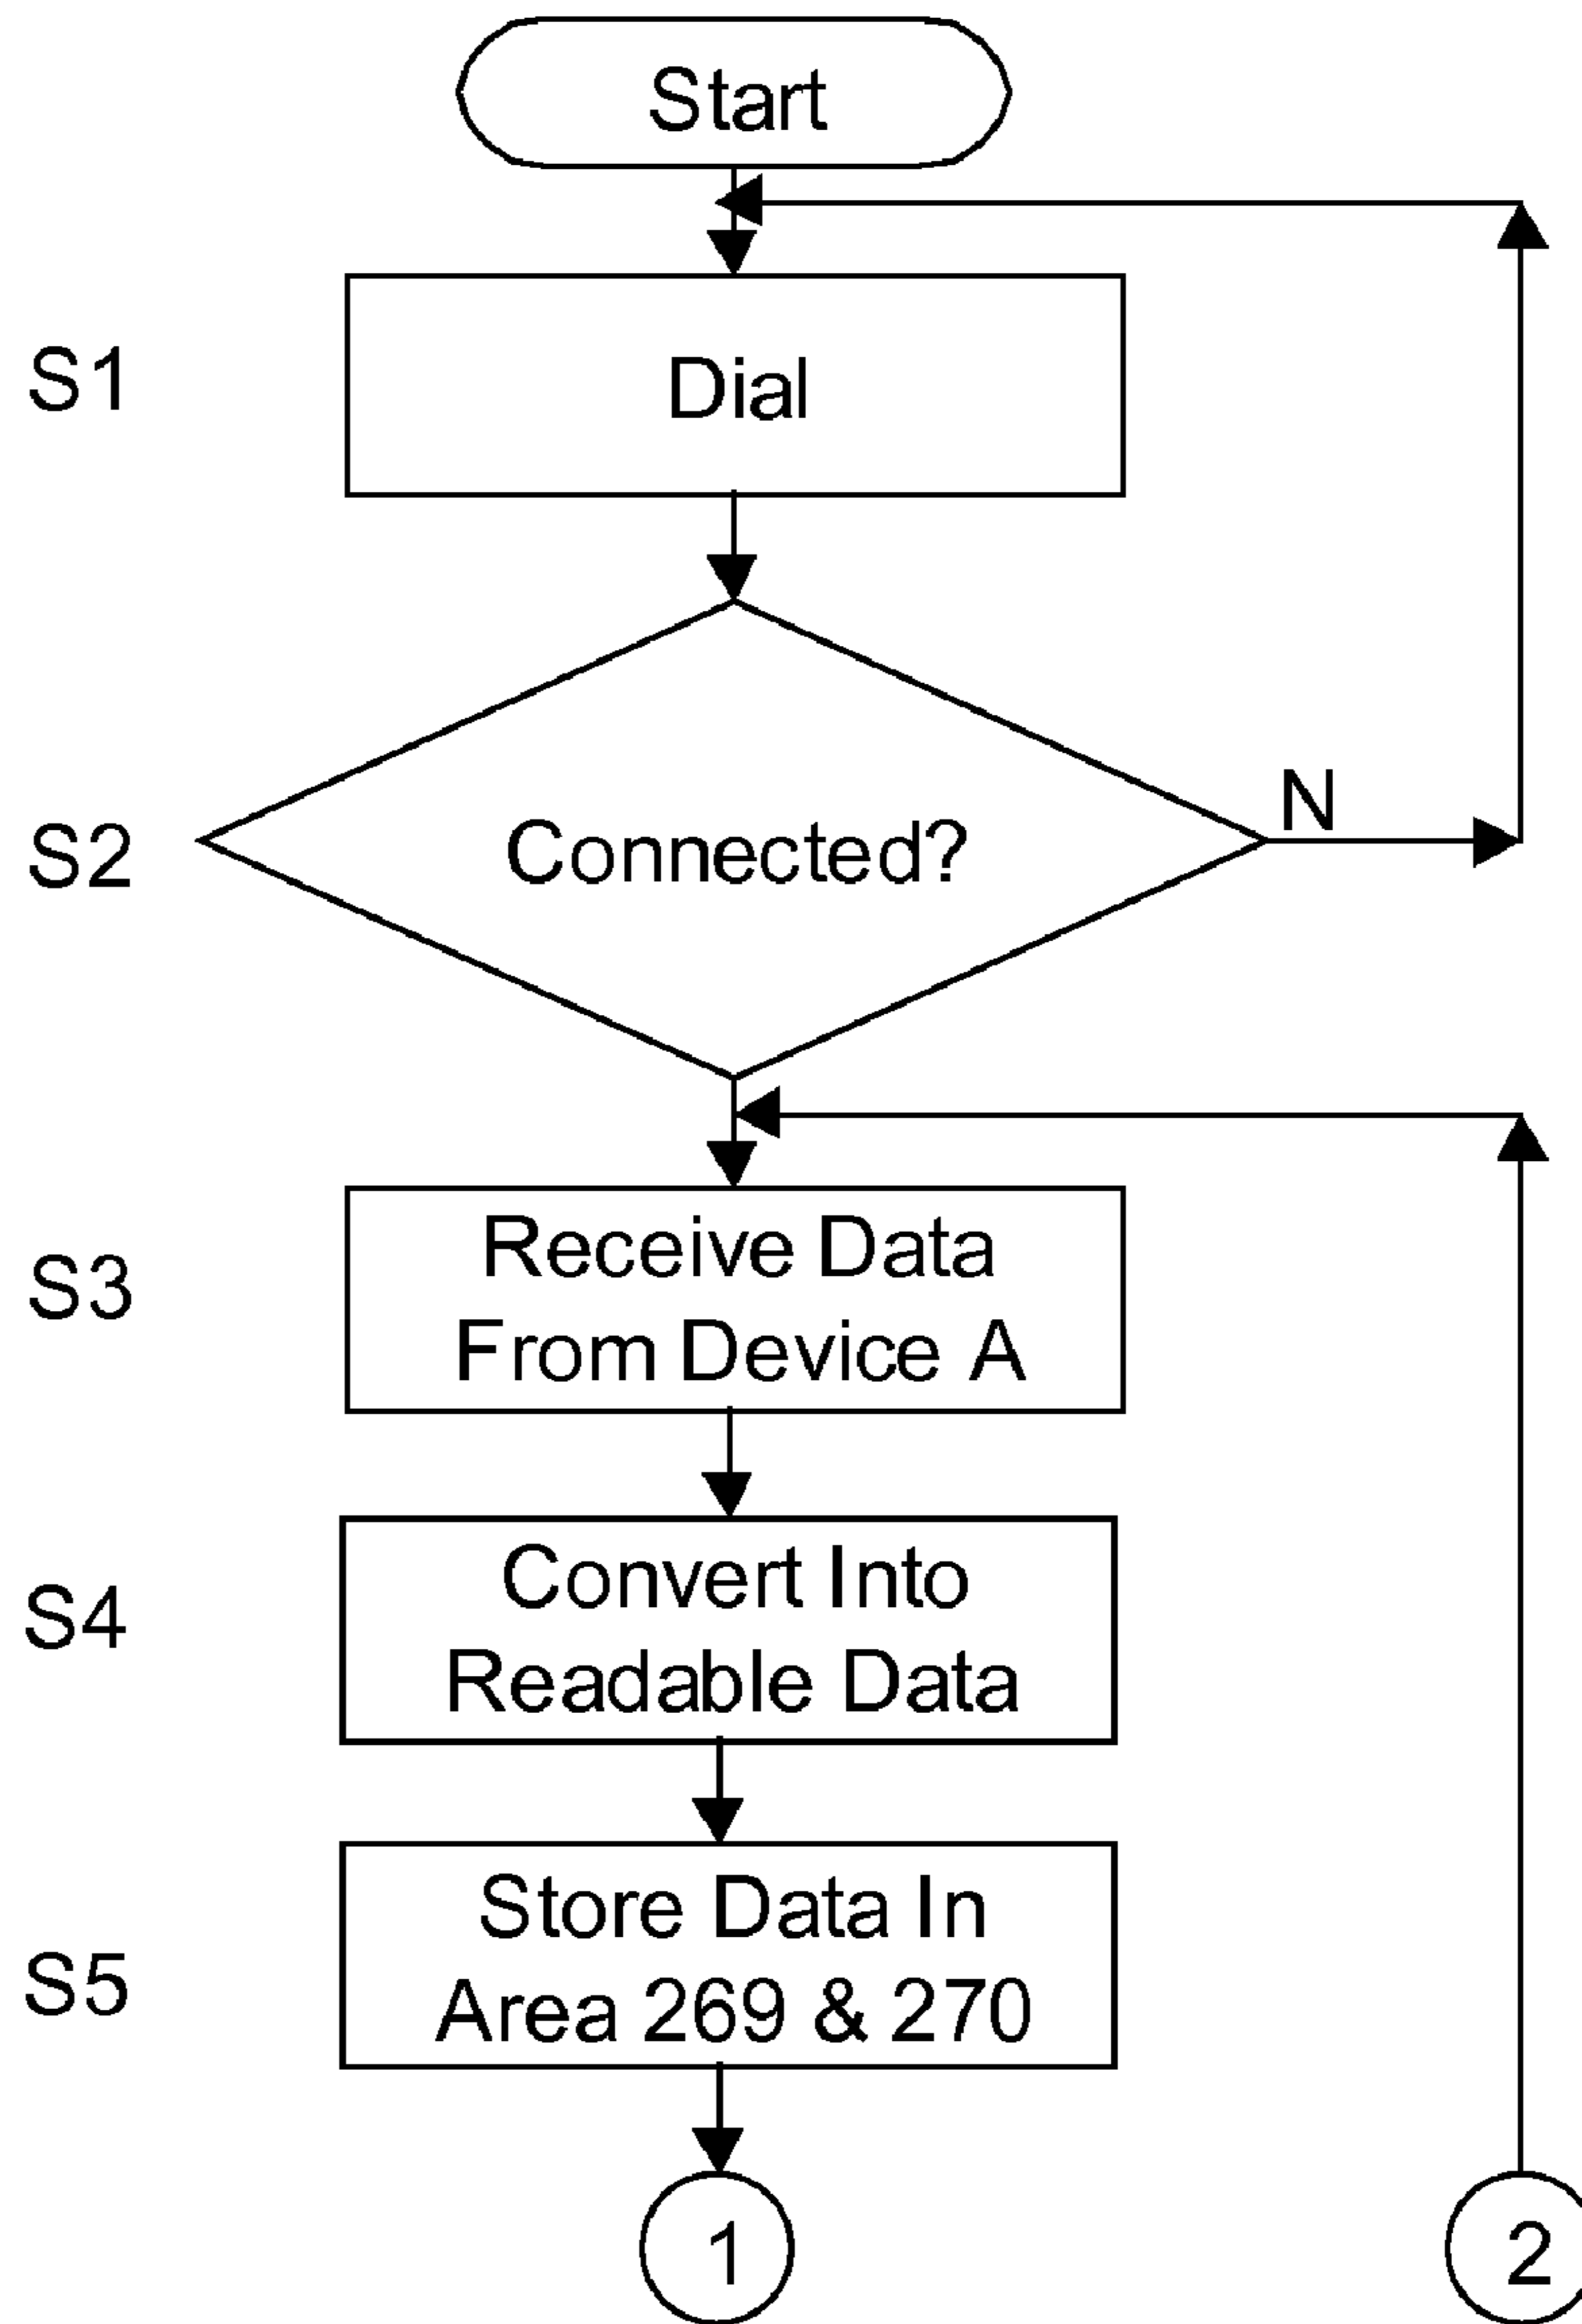 Start
S1
Dial
S2
Connected?
N
S3
Receive Data
From Device A
S4
Convert Into
Readable Data
S5
Store Data In
Area 269 & 270
1
2